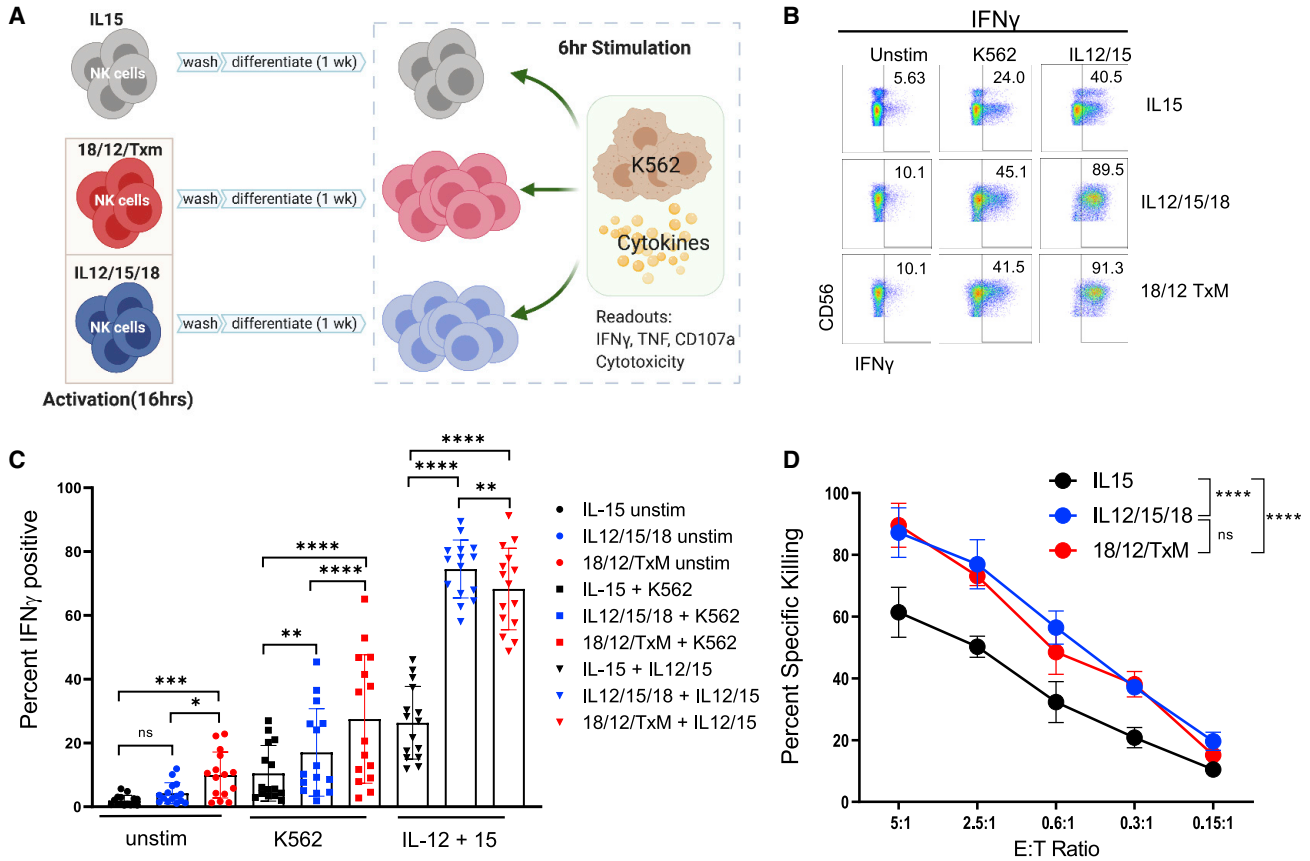 A
IL15
NK cells
wash
differentiate (1 wk)
18/12/Txm
NK cells
wash
differentiate (1 wk)
IL12/15/18
NK cells
wash
differentiate (1 wk)
Activation(16hrs)
6hr Stimulation
K562
Cytokines
Readouts:
IFNγ, TNF, CD107a
Cytotoxicity
B
IFNγ
Unstim K562 IL12/15
5.63 24.0 40.5
IL15
10.1 45.1 89.5
IL12/15/18
10.1 41.5 91.3
18/12 TxM
CD56
IFNγ
C
Percent IFNγ positive
100
80
60
40
20
0
ns
*
***
**
****
****
****
**
****
unstim K562 IL-12 + 15
IL-15 unstim
IL12/15/18 unstim
18/12/TxM unstim
IL-15 + K562
IL12/15/18 + K562
18/12/TxM + K562
IL-15 + IL12/15
IL12/15/18 + IL12/15
18/12/TxM + IL12/15
D
Percent Specific Killing
100
80
60
40
20
0
5:1 2.5:1 0.6:1 0.3:1 0.15:1
E:T Ratio
IL15
IL12/15/18
18/12/TxM
****
ns
****